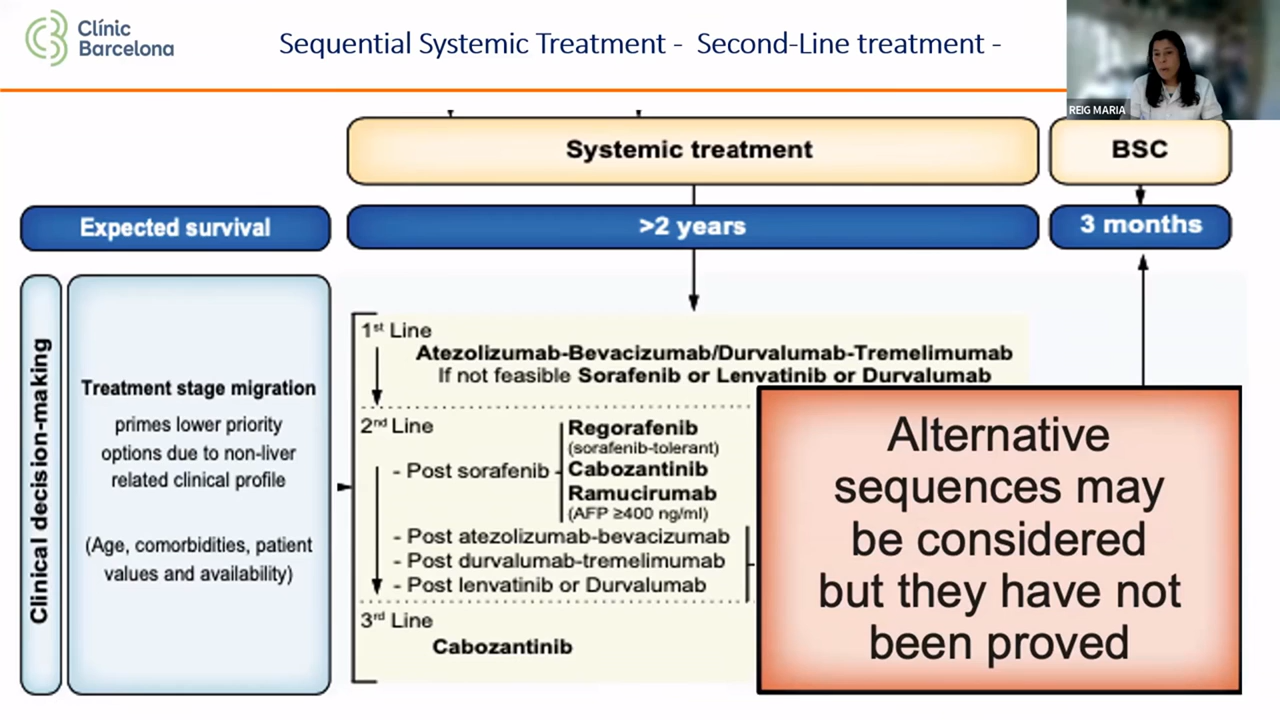 Clínic
Barcelona
Sequential Systemic Treatment - Second-Line treatment -
REIG MARIA
Systemic treatment
BSC
Expected survival
>2 years
3 months
Clinical decision-making
Treatment stage migration
primes lower priority
options due to non-liver
related clinical profile
(Age, comorbidities, patient
values and availability)
1st Line
Atezolizumab-Bevacizumab/Durvalumab-Tremelimumab
If not feasible Sorafenib or Lenvatinib or Durvalumab
2nd Line
- Post sorafenib
Regorafenib
(sorafenib-tolerant)
Cabozantinib
Ramucirumab
(AFP ≥400 ng/ml)
- Post atezolizumab-bevacizumab
- Post durvalumab-tremelimumab
- Post lenvatinib or Durvalumab
3rd Line
Cabozantinib
Alternative
sequences may
be considered
but they have not
been proved